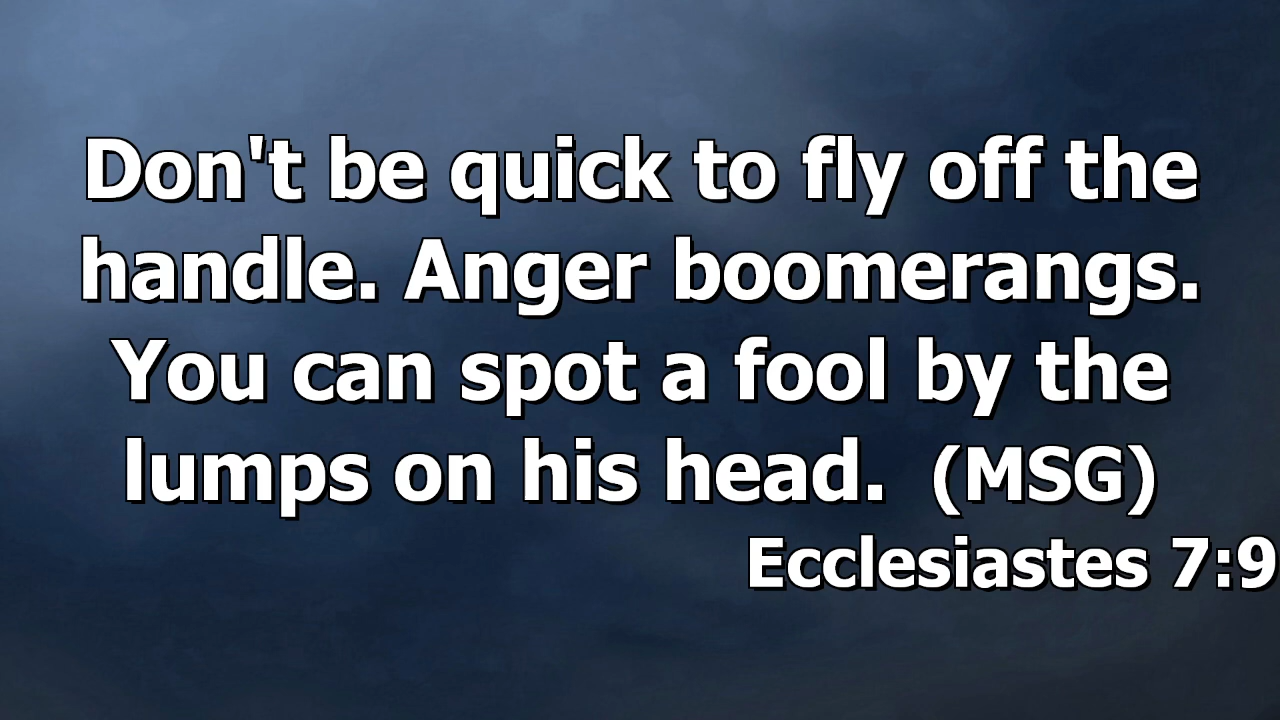 Don't be quick to fly off the
handle. Anger boomerangs.
You can spot a fool by the
lumps on his head.  (MSG)
Ecclesiastes 7:9